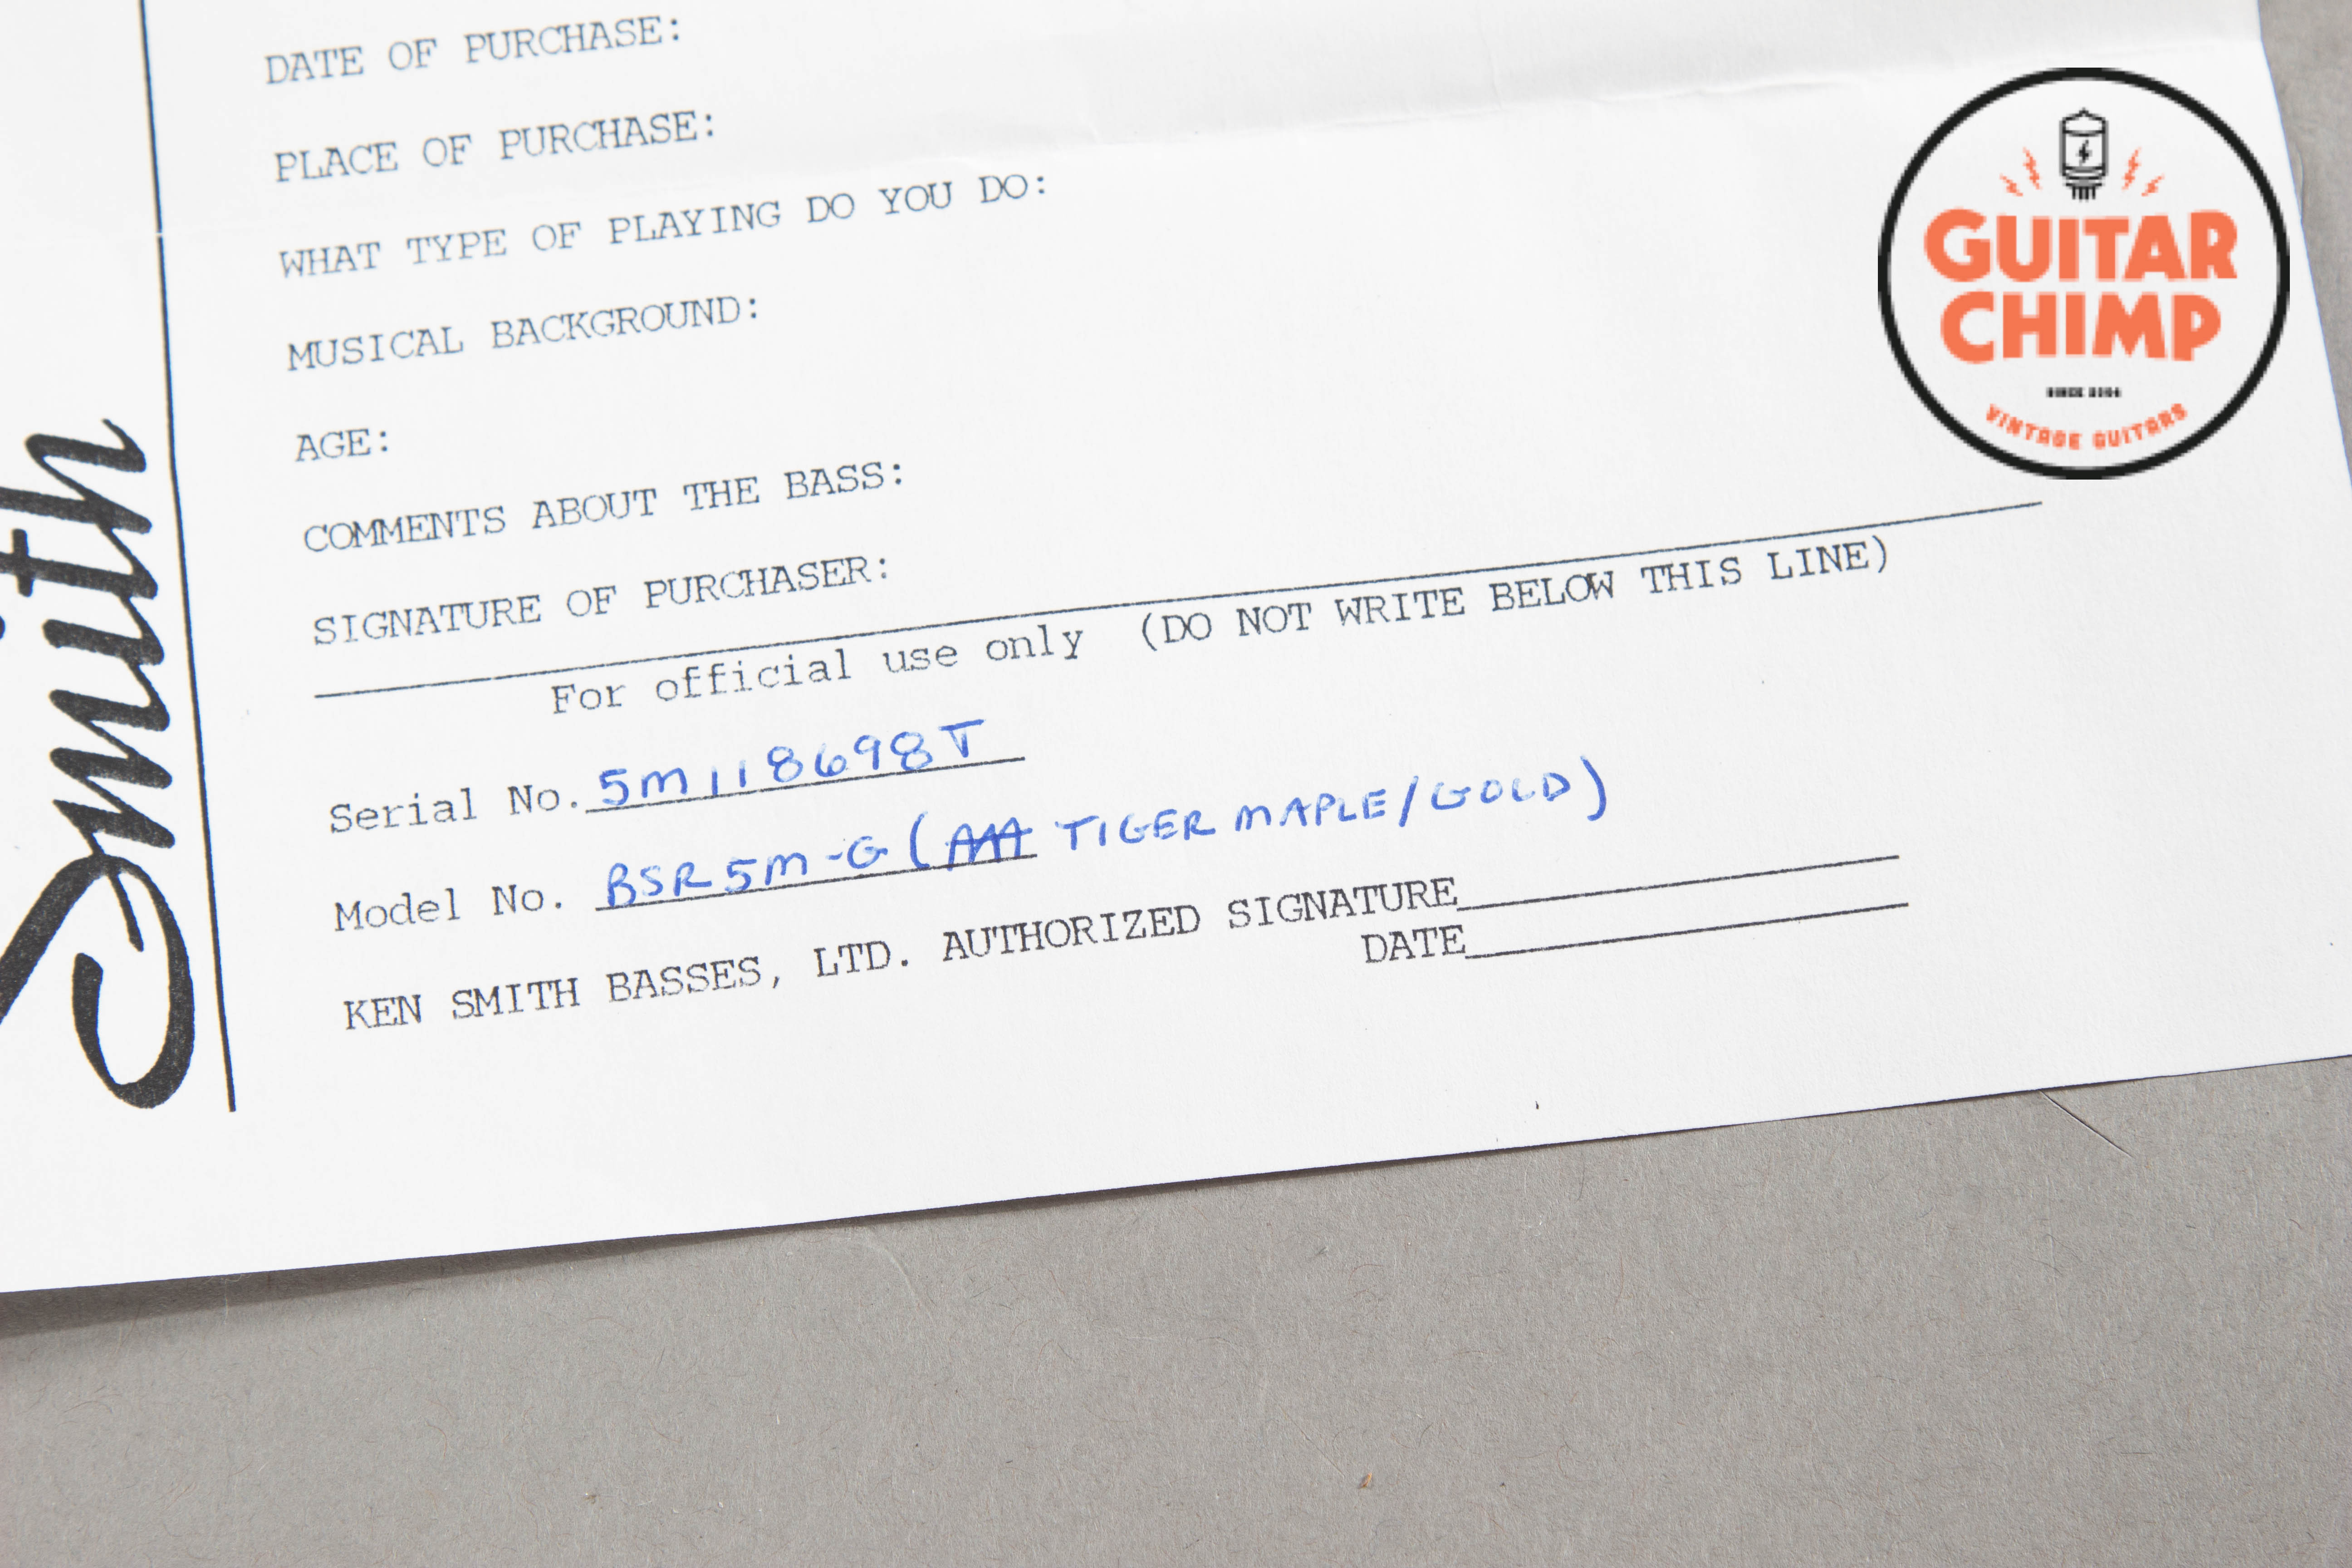 DATE OF PURCHASE:
PLACE OF PURCHASE:
WHAT TYPE OF PLAYING DO YOU DO:
MUSICAL BACKGROUND:
AGE:
COMMENTS ABOUT THE BASS:
SIGNATURE OF PURCHASER:
For official use only (DO NOT WRITE BELOW THIS LINE)
Serial No. 5M118698T
Model No. BSR5M-G (AAA TIGER MAPLE/GOLD)
KEN SMITH BASSES, LTD. AUTHORIZED SIGNATURE
DATE
Smith
GUITAR
CHIMP
VINTAGE GUITARS